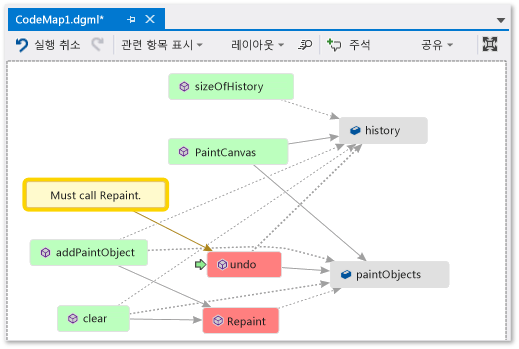 CodeMap1.dgml*
실행 취소 관련 항목 표시 레이아웃 주석 공유
sizeOfHistory
history
PaintCanvas
Must call Repaint.
addPaintObject
undo
paintObjects
clear
Repaint